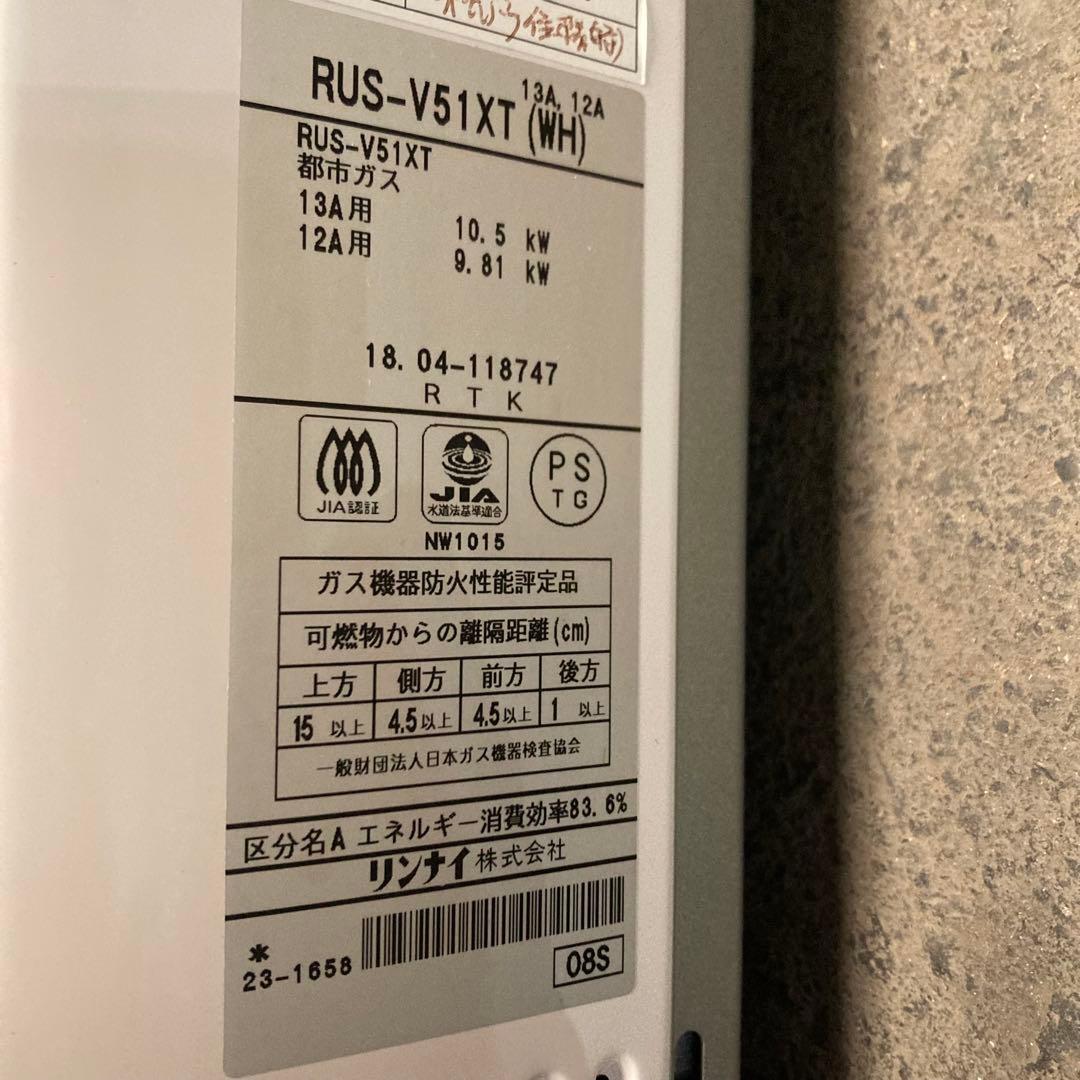 RUS-V51XT (WH) 13A, 12A
RUS-V51XT
都市ガス
13A用 10.5 kW
12A用 9.81 kW
18. 04-118747
R T K
JIA認証
JIA
水道法基準適合
PS
TG
NW1015
ガス機器防火性能評定品
可燃物からの離隔距離(cm)
上方 側方 前方 後方
15 以上 4.5以上 4.5以上 1 以上
一般財団法人日本ガス機器検査協会
区分名A エネルギー消費効率83.6%
リンナイ株式会社
*
23-1658
08S